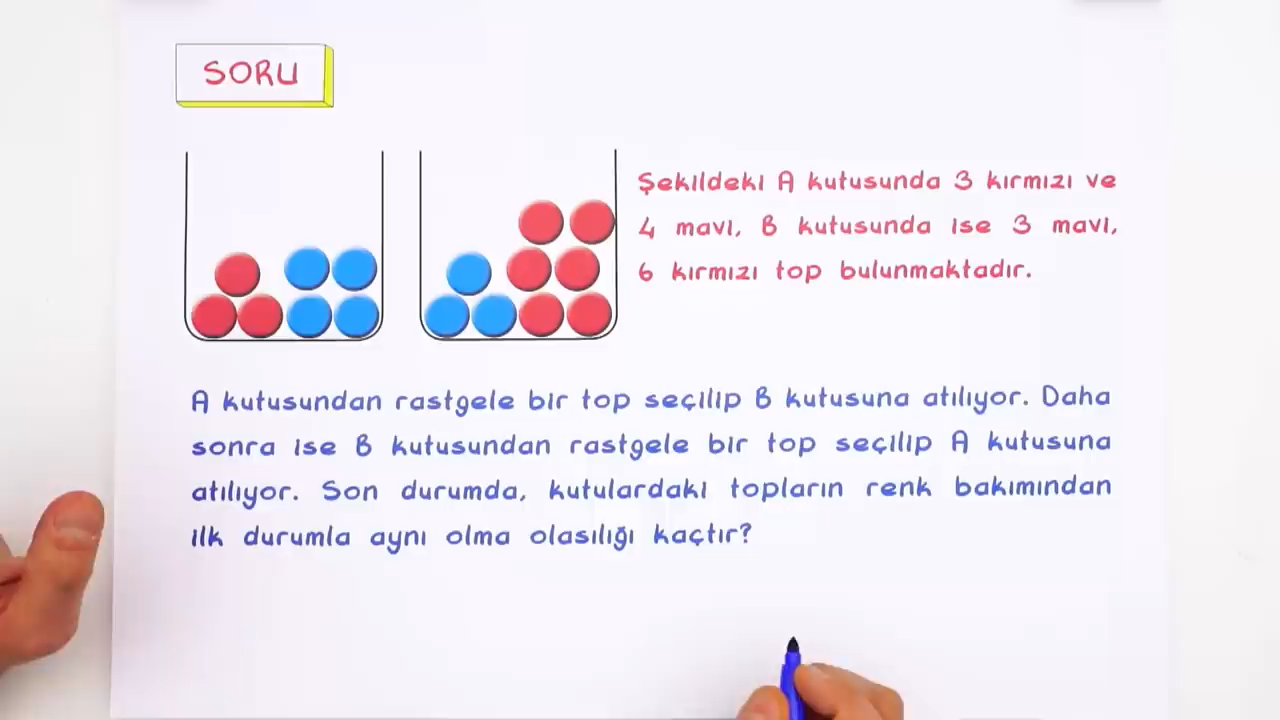 SORU
Şekildeki A kutusunda 3 kırmızı ve
4 mavi, B kutusunda ise 3 mavi,
6 kırmızı top bulunmaktadır.
A kutusundan rastgele bir top seçilip B kutusuna atılıyor. Daha
sonra ise B kutusundan rastgele bir top seçilip A kutusuna
atılıyor. Son durumda, kutulardaki topların renk bakımından
ilk durumla aynı olma olasılığı kaçtır?